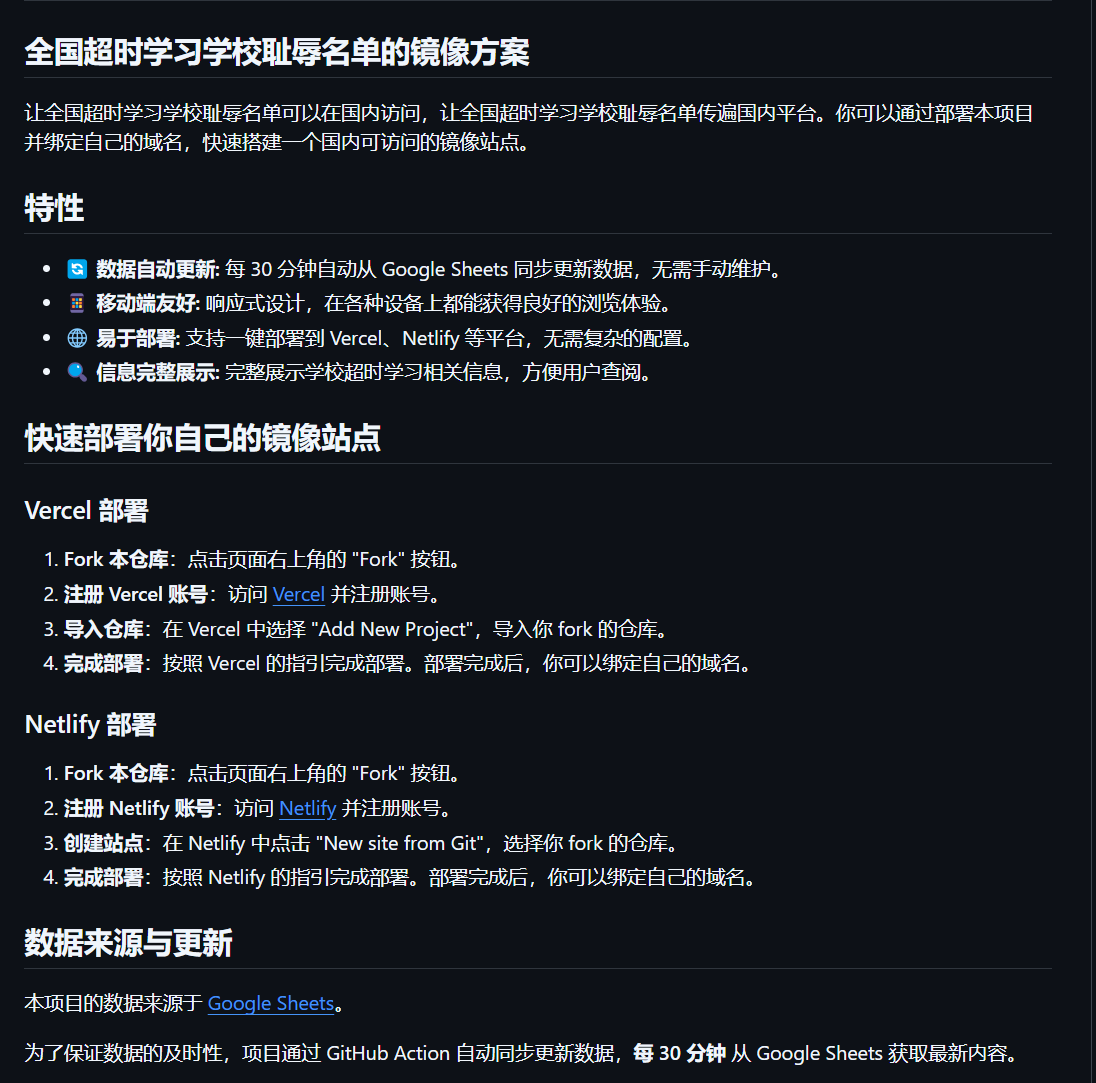 全国超时学习学校耻辱名单的镜像方案
让全国超时学习学校耻辱名单可以在国内访问，让全国超时学习学校耻辱名单传遍国内平台。你可以通过部署本项目
并绑定自己的域名，快速搭建一个国内可访问的镜像站点。
特性
• 🔄 数据自动更新: 每 30 分钟自动从 Google Sheets 同步更新数据，无需手动维护。
• 📱 移动端友好: 响应式设计，在各种设备上都能获得良好的浏览体验。
• 🌐 易于部署: 支持一键部署到 Vercel、Netlify 等平台，无需复杂的配置。
• 🔍 信息完整展示: 完整展示学校超时学习相关信息，方便用户查阅。
快速部署你自己的镜像站点
Vercel 部署
1. Fork 本仓库：点击页面右上角的 "Fork" 按钮。
2. 注册 Vercel 账号：访问 Vercel 并注册账号。
3. 导入仓库：在 Vercel 中选择 "Add New Project"，导入你 fork 的仓库。
4. 完成部署：按照 Vercel 的指引完成部署。部署完成后，你可以绑定自己的域名。
Netlify 部署
1. Fork 本仓库：点击页面右上角的 "Fork" 按钮。
2. 注册 Netlify 账号：访问 Netlify 并注册账号。
3. 创建站点：在 Netlify 中点击 "New site from Git"，选择你 fork 的仓库。
4. 完成部署：按照 Netlify 的指引完成部署。部署完成后，你可以绑定自己的域名。
数据来源与更新
本项目的数据来源于 Google Sheets。
为了保证数据的及时性，项目通过 GitHub Action 自动同步更新数据，每 30 分钟 从 Google Sheets 获取最新内容。